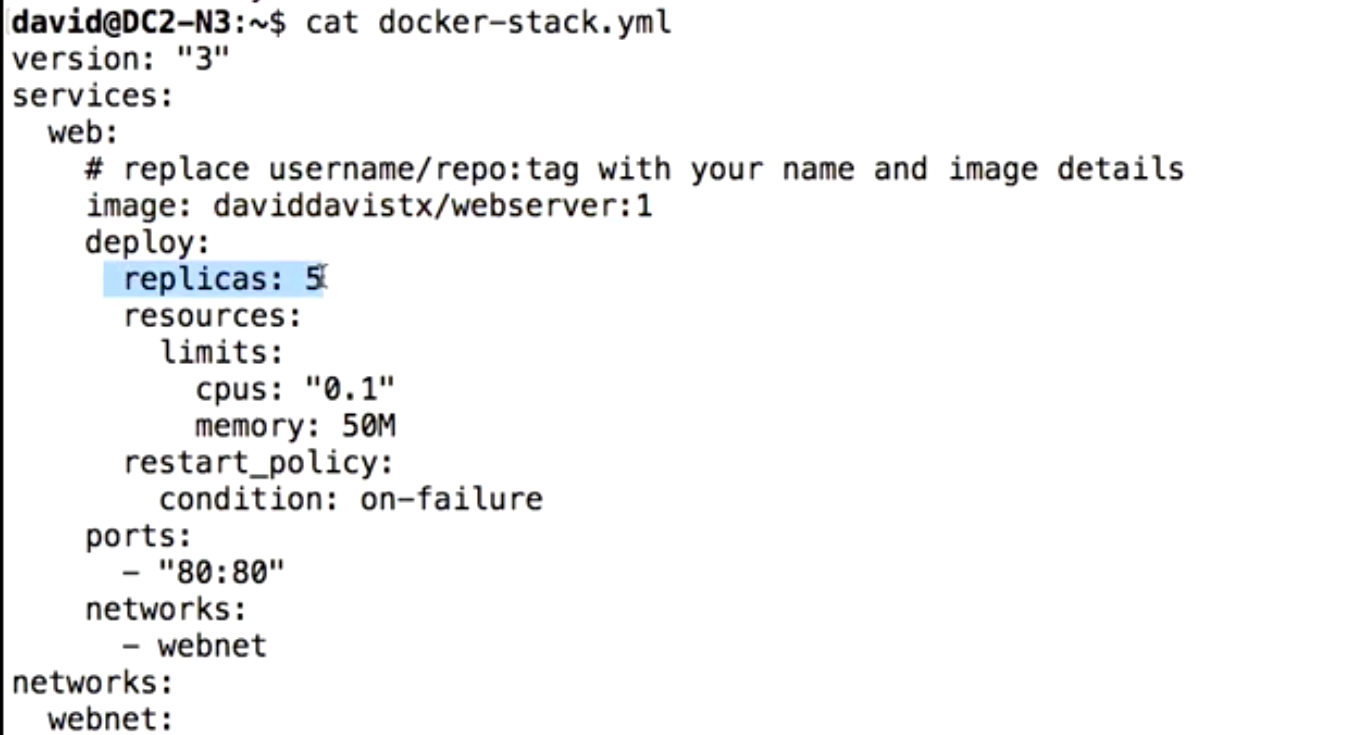 david@DC2-N3:~$ cat docker-stack.yml
version: "3"
services:
  web:
    # replace username/repo:tag with your name and image details
    image: daviddavistx/webserver:1
    deploy:
      replicas: 5
      resources:
        limits:
          cpus: "0.1"
          memory: 50M
      restart_policy:
        condition: on-failure
    ports:
      - "80:80"
    networks:
      - webnet
networks:
  webnet: